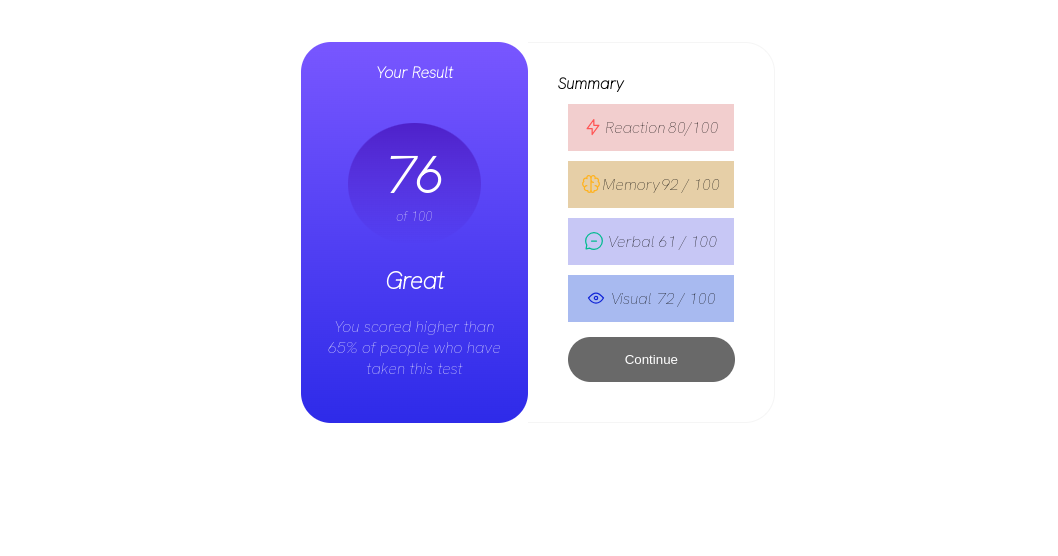 Your Result
76
of 100
Great
You scored higher than
65% of people who have
taken this test
Summary
Reaction 80/100
Memory 92 / 100
Verbal 61 / 100
Visual 72 / 100
Continue